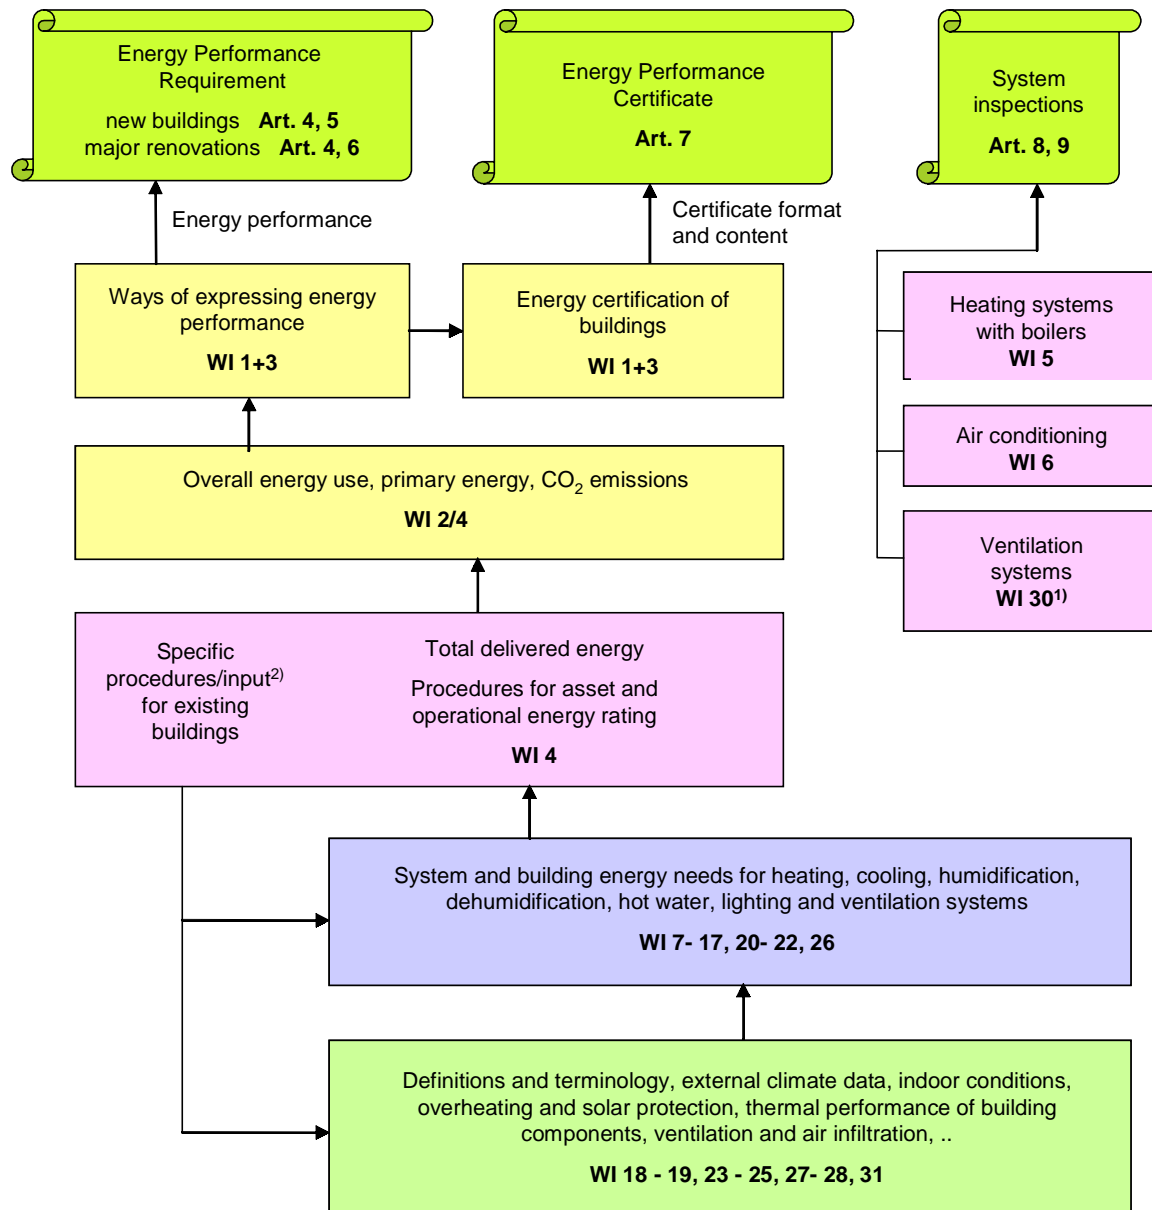 Energy Performance
Requirement
new buildings Art. 4, 5
major renovations Art. 4, 6
Energy Performance
Certificate
Art. 7
System
inspections
Art. 8, 9
Energy performance
Certificate format
and content
Ways of expressing energy
performance
WI 1+3
Energy certification of
buildings
WI 1+3
Heating systems
with boilers
WI 5
Air conditioning
WI 6
Ventilation
systems
WI 30¹⁾
Overall energy use, primary energy, CO₂ emissions
WI 2/4
Specific
procedures/input²⁾
for existing
buildings
Total delivered energy
Procedures for asset and
operational energy rating
WI 4
System and building energy needs for heating, cooling, humidification,
dehumidification, hot water, lighting and ventilation systems
WI 7- 17, 20- 22, 26
Definitions and terminology, external climate data, indoor conditions,
overheating and solar protection, thermal performance of building
components, ventilation and air infiltration, ..
WI 18 - 19, 23 - 25, 27- 28, 31